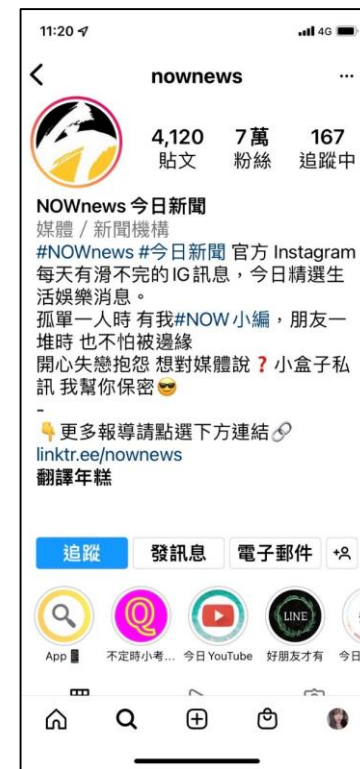 11:20
4G
nownews
4,120 7萬 167
貼文 粉絲 追蹤中
NOWnews 今日新聞
媒體 / 新聞機構
#NOWnews #今日新聞 官方 Instagram
每天有滑不完的IG訊息，今日精選生
活娛樂消息。
孤單一人時 有我#NOW小編，朋友一
堆時 也不怕被邊緣
開心失戀抱怨 想對媒體說❓小盒子私
訊 我幫你保密😎
-
👇更多報導請點選下方連結🔗
linktr.ee/nownews
翻譯年糕
追蹤 發訊息 電子郵件
Q LINE
App📱 不定時小考... 今日YouTube 好朋友才有 今日